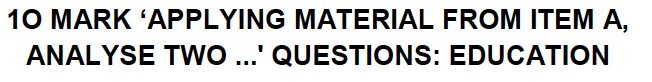 1O MARK ‘APPLYING MATERIAL FROM ITEM A,
ANALYSE TWO ...' QUESTIONS: EDUCATION